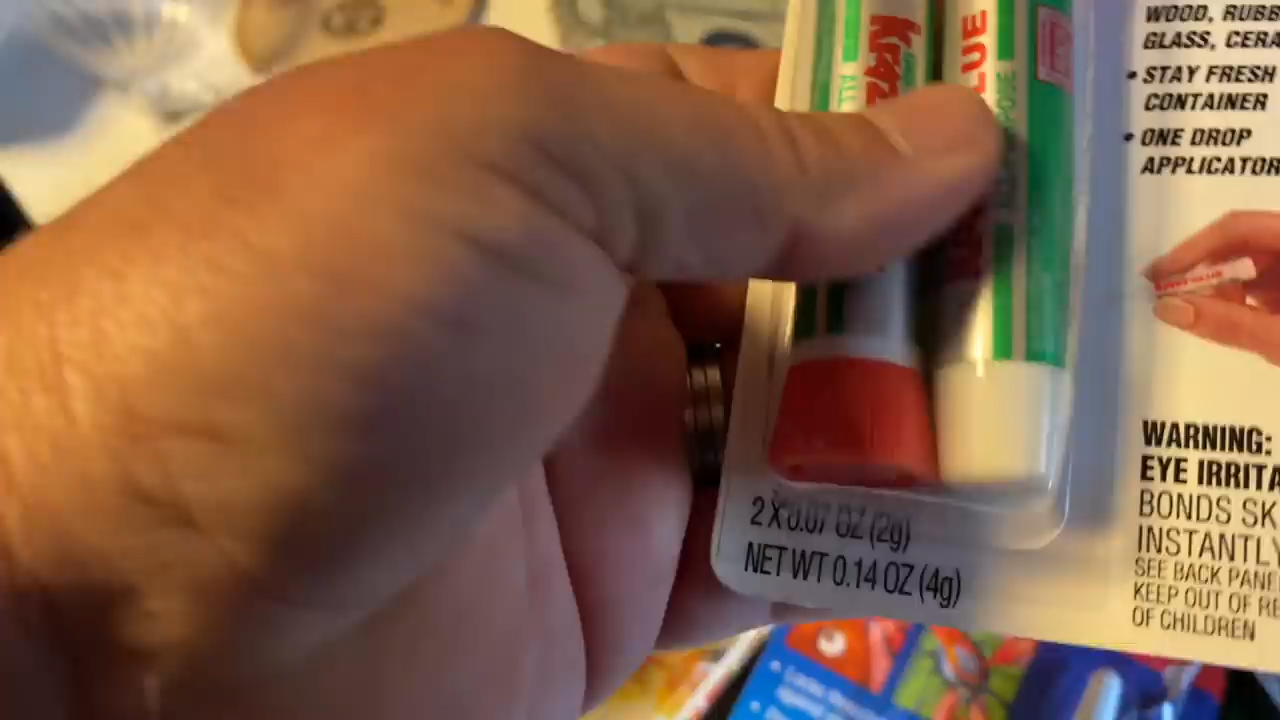 KRAZ
ALL
LUE
WOOD, RUBB
GLASS, CERA
• STAY FRESH
CONTAINER
• ONE DROP
APPLICATOR
2 X 0.07 OZ (2g)
NET WT 0.14 OZ (4g)
WARNING:
EYE IRRITA
BONDS SK
INSTANTLY
SEE BACK PANE
KEEP OUT OF RE
OF CHILDREN